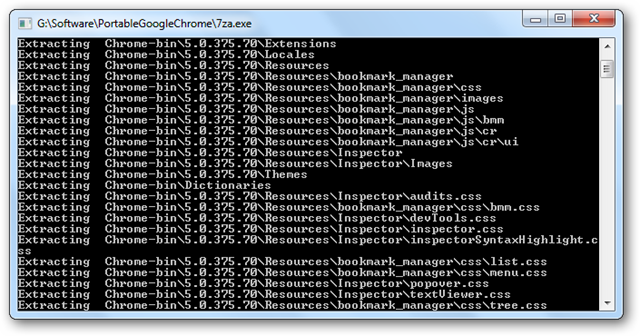 G:\Software\PortableGoogleChrome\7za.exe
Extracting  Chrome-bin\5.0.375.70\Extensions
Extracting  Chrome-bin\5.0.375.70\Locales
Extracting  Chrome-bin\5.0.375.70\Resources
Extracting  Chrome-bin\5.0.375.70\Resources\bookmark_manager
Extracting  Chrome-bin\5.0.375.70\Resources\bookmark_manager\css
Extracting  Chrome-bin\5.0.375.70\Resources\bookmark_manager\images
Extracting  Chrome-bin\5.0.375.70\Resources\bookmark_manager\js
Extracting  Chrome-bin\5.0.375.70\Resources\bookmark_manager\js\bmm
Extracting  Chrome-bin\5.0.375.70\Resources\bookmark_manager\js\cr
Extracting  Chrome-bin\5.0.375.70\Resources\bookmark_manager\js\cr\ui
Extracting  Chrome-bin\5.0.375.70\Resources\Inspector
Extracting  Chrome-bin\5.0.375.70\Resources\Inspector\Images
Extracting  Chrome-bin\5.0.375.70\Themes
Extracting  Chrome-bin\Dictionaries
Extracting  Chrome-bin\5.0.375.70\Resources\Inspector\audits.css
Extracting  Chrome-bin\5.0.375.70\Resources\bookmark_manager\css\bmm.css
Extracting  Chrome-bin\5.0.375.70\Resources\Inspector\devTools.css
Extracting  Chrome-bin\5.0.375.70\Resources\Inspector\inspector.css
Extracting  Chrome-bin\5.0.375.70\Resources\Inspector\inspectorSyntaxHighlight.c
ss
Extracting  Chrome-bin\5.0.375.70\Resources\bookmark_manager\css\list.css
Extracting  Chrome-bin\5.0.375.70\Resources\bookmark_manager\css\menu.css
Extracting  Chrome-bin\5.0.375.70\Resources\Inspector\popover.css
Extracting  Chrome-bin\5.0.375.70\Resources\Inspector\textViewer.css
Extracting  Chrome-bin\5.0.375.70\Resources\bookmark_manager\css\tree.css